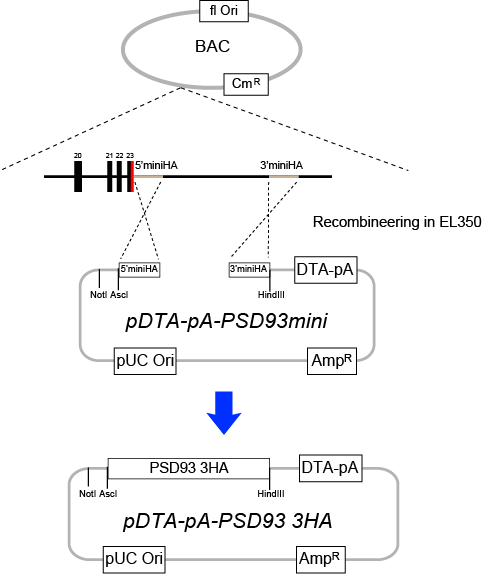 fl Ori
BAC
CmR
20 21 22 23 5'miniHA 3'miniHA
Recombineering in EL350
5'miniHA 3'miniHA DTA-pA
NotI AscI HindIII
pDTA-pA-PSD93mini
pUC Ori AmpR
PSD93 3HA DTA-pA
NotI AscI HindIII
pDTA-pA-PSD93 3HA
pUC Ori AmpR